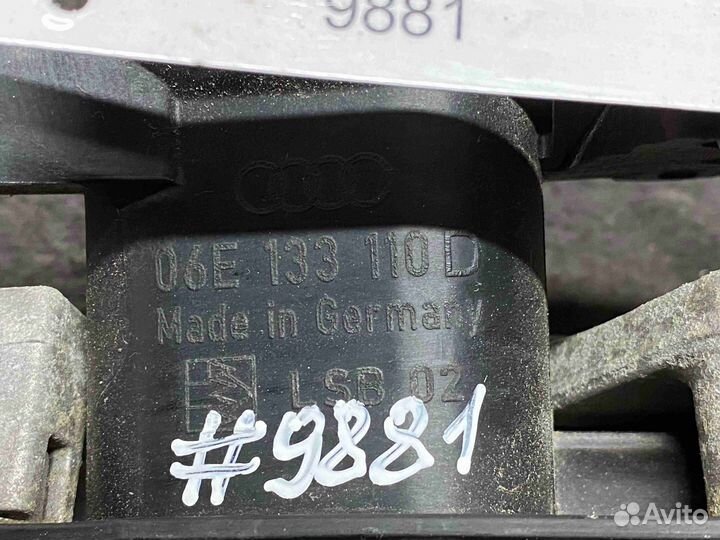 9881
06E 133 110 D
Made in Germany
LSB 02
#9881
Avito